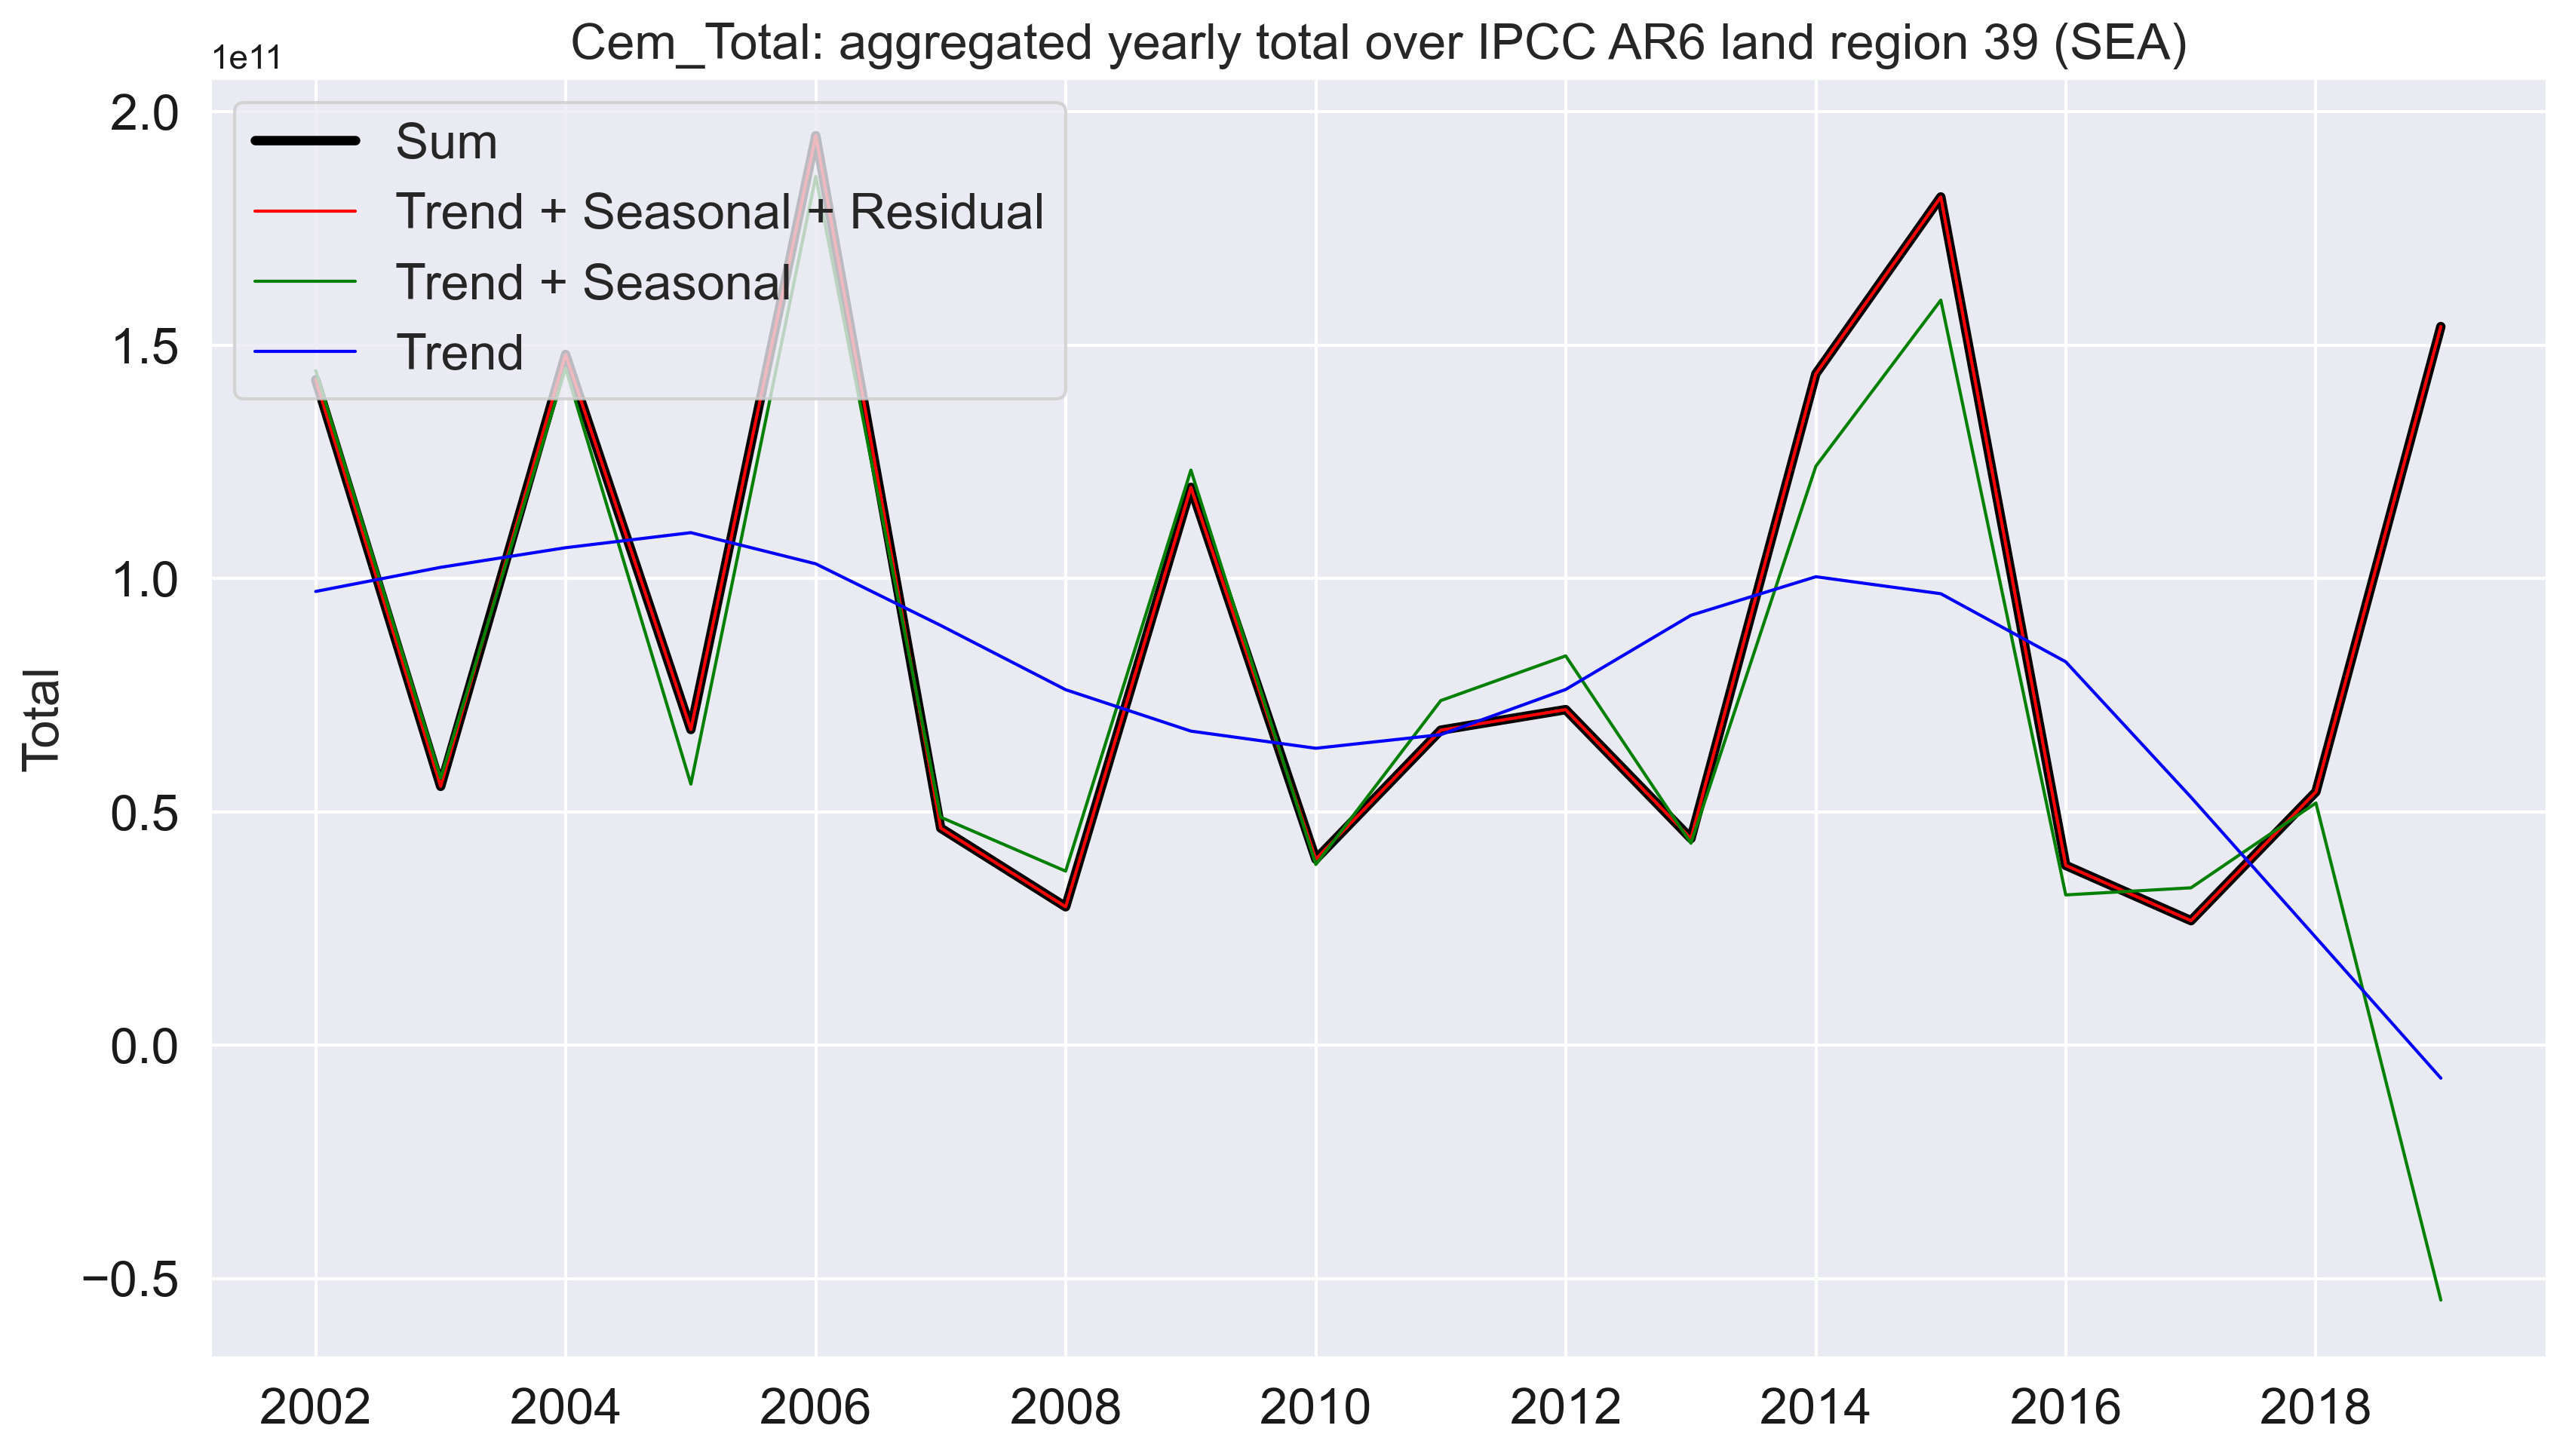 Cem_Total: aggregated yearly total over IPCC AR6 land region 39 (SEA)
1e11
2.0
1.5
1.0
0.5
0.0
−0.5
Total
Sum
Trend + Seasonal + Residual
Trend + Seasonal
Trend
2002 2004 2006 2008 2010 2012 2014 2016 2018